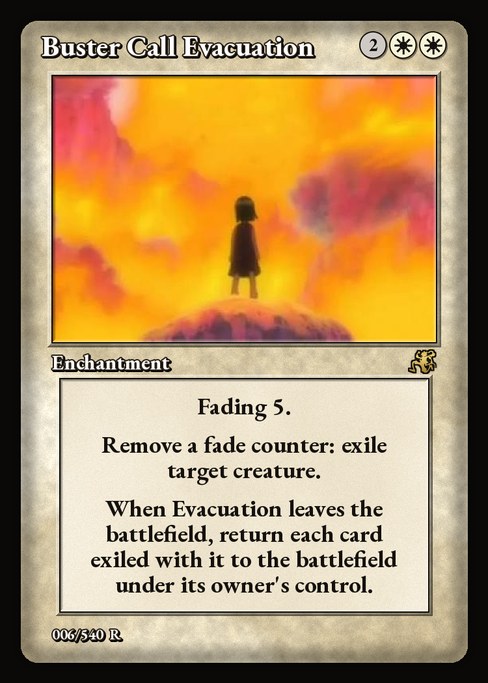 Buster Call Evacuation 2
Enchantment
Fading 5.
Remove a fade counter: exile
target creature.
When Evacuation leaves the
battlefield, return each card
exiled with it to the battlefield
under its owner's control.
006/540 R